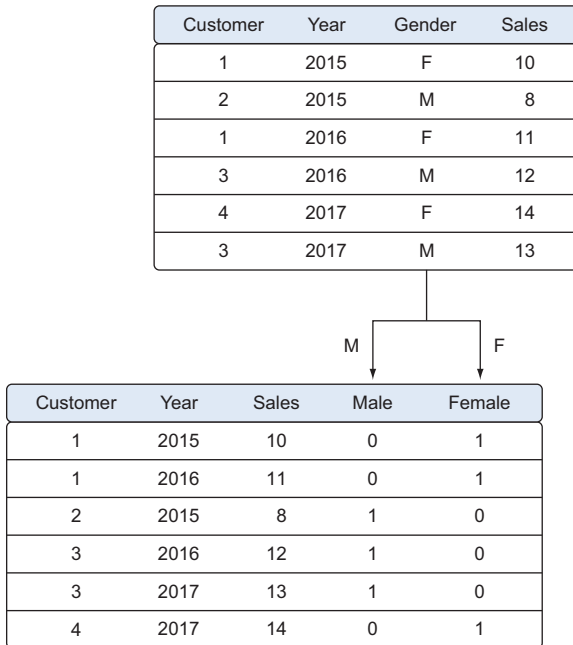 Customer Year Gender Sales
1 2015 F 10
2 2015 M 8
1 2016 F 11
3 2016 M 12
4 2017 F 14
3 2017 M 13
M F
Customer Year Sales Male Female
1 2015 10 0 1
1 2016 11 0 1
2 2015 8 1 0
3 2016 12 1 0
3 2017 13 1 0
4 2017 14 0 1